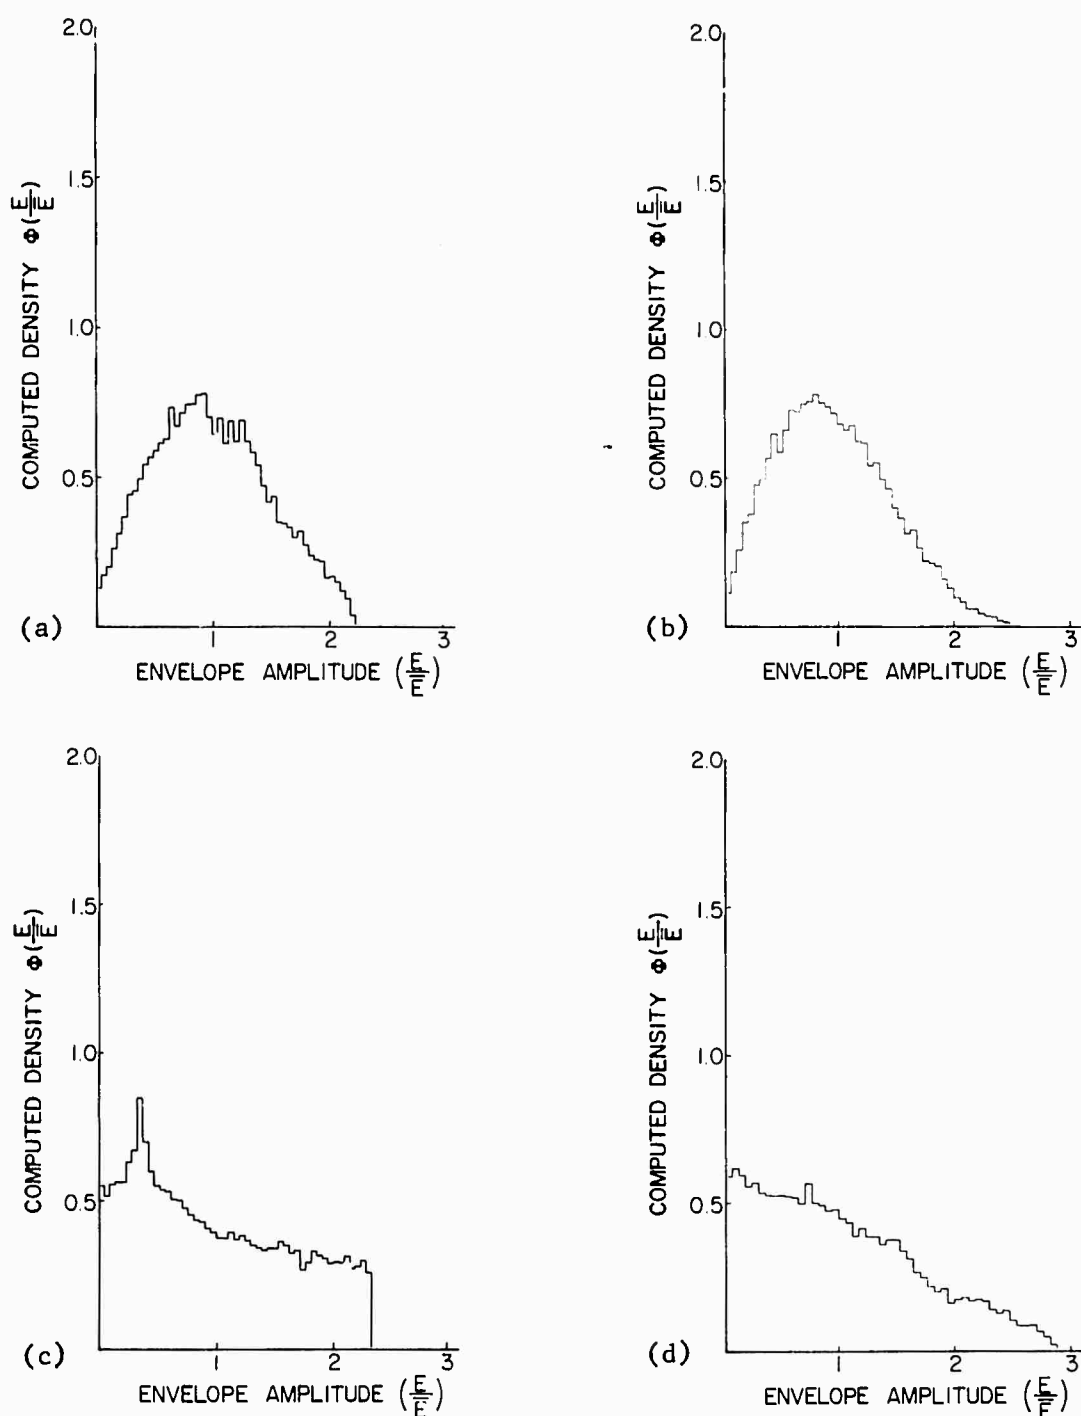 2.0
1.5
1.0
0.5
COMPUTED DENSITY Φ(E/E̿)
(a)
1 2 3
ENVELOPE AMPLITUDE (E/E̿)
2.0
1.5
1.0
0.5
COMPUTED DENSITY Φ(E/E̿)
(b)
1 2 3
ENVELOPE AMPLITUDE (E/E̿)
2.0
1.5
1.0
0.5
COMPUTED DENSITY Φ(E/E̿)
(c)
1 2 3
ENVELOPE AMPLITUDE (E/E̿)
2.0
1.5
1.0
0.5
COMPUTED DENSITY Φ(E/E̿)
(d)
1 2 3
ENVELOPE AMPLITUDE (E/E̿)